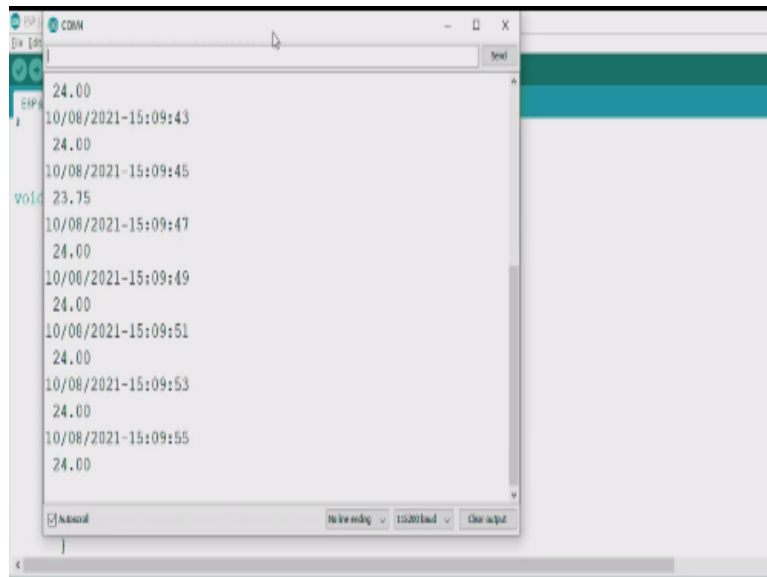 COM4
Send
24.00
10/08/2021-15:09:43
24.00
10/08/2021-15:09:45
23.75
10/08/2021-15:09:47
24.00
10/08/2021-15:09:49
24.00
10/08/2021-15:09:51
24.00
10/08/2021-15:09:53
24.00
10/08/2021-15:09:55
24.00
Autoscroll
No line ending
115200 baud
Clear output
File Edit
void
}